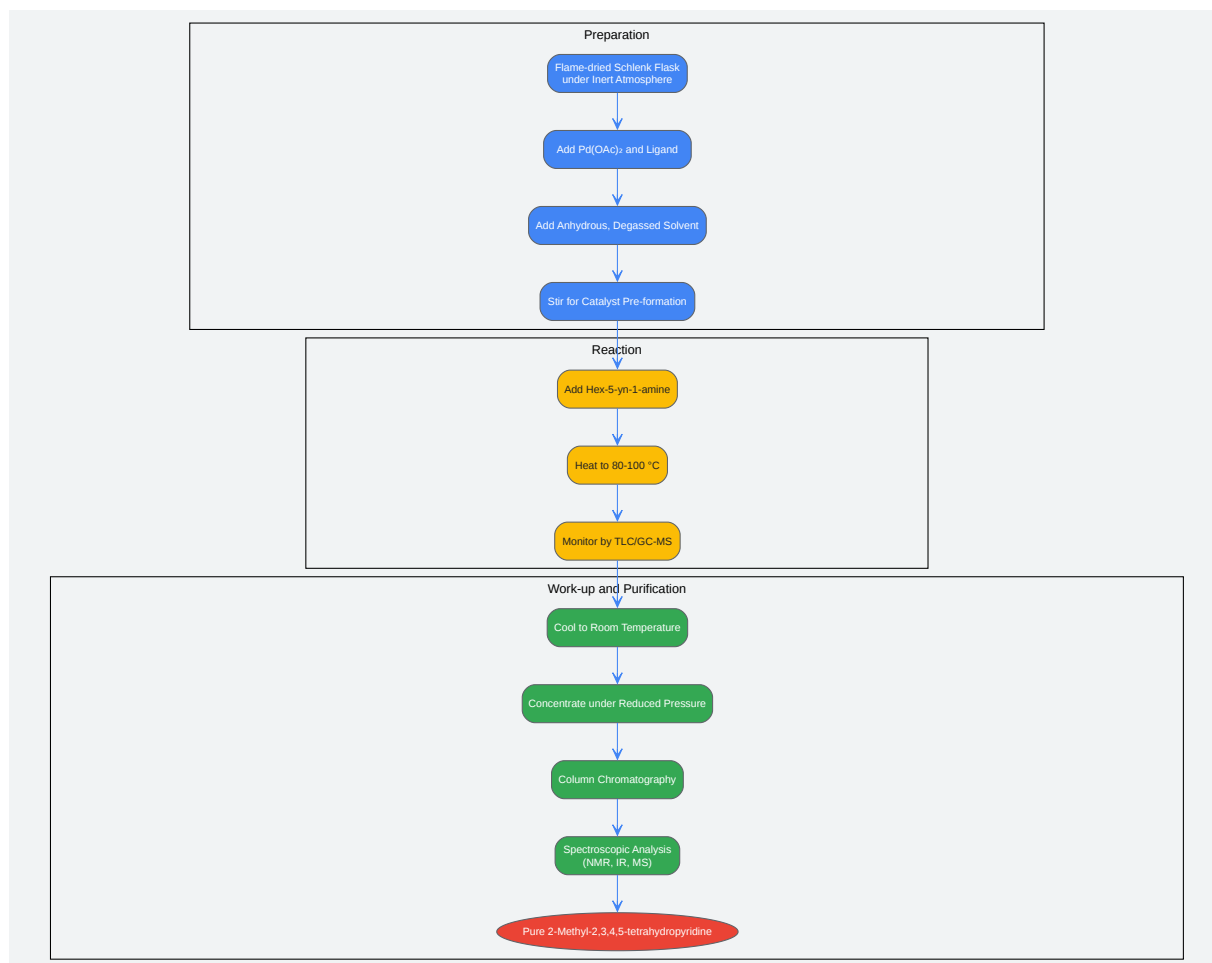 Preparation
Flame-dried Schlenk Flask
under Inert Atmosphere
Add Pd(OAc)₂ and Ligand
Add Anhydrous, Degassed Solvent
Stir for Catalyst Pre-formation
Reaction
Add Hex-5-yn-1-amine
Heat to 80-100 °C
Monitor by TLC/GC-MS
Work-up and Purification
Cool to Room Temperature
Concentrate under Reduced Pressure
Column Chromatography
Spectroscopic Analysis
(NMR, IR, MS)
Pure 2-Methyl-2,3,4,5-tetrahydropyridine